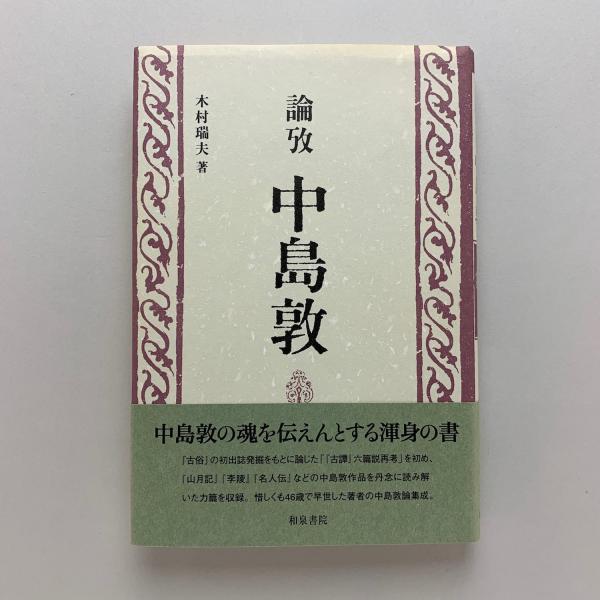 論攷
中島敦
木村瑞夫 著
中島敦の魂を伝えんとする渾身の書
「古俗」の初出誌発掘をもとに論じた「『古譚』六篇説再考」を初め、
「山月記」「李陵」「名人伝」などの中島敦作品を丹念に読み解
いた力篇を収録。惜しくも46歳で早世した著者の中島敦論集成。
和泉書院